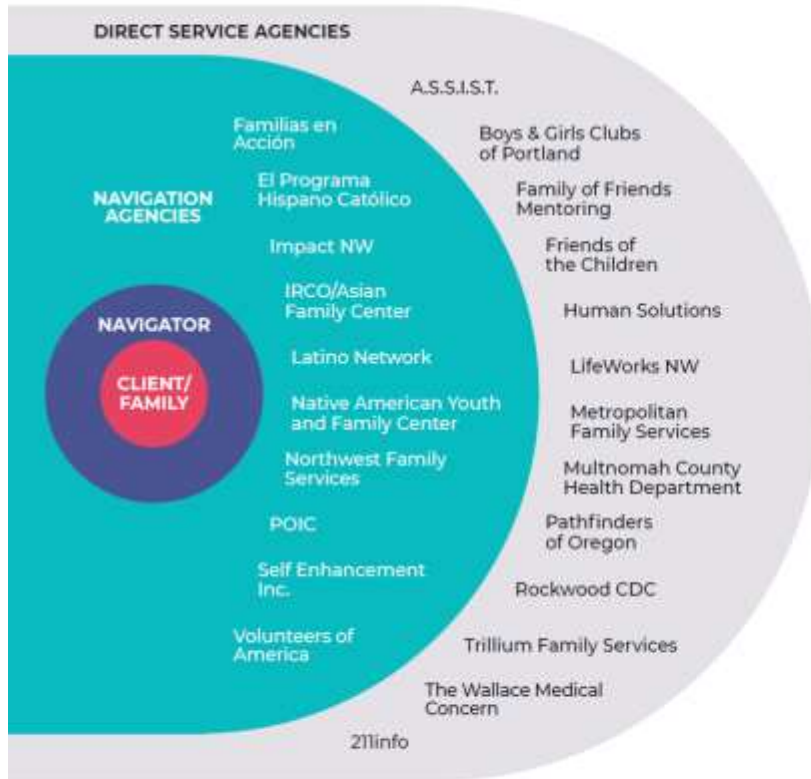 DIRECT SERVICE AGENCIES
A.S.S.I.S.T.
Boys & Girls Clubs
of Portland
Family of Friends
Mentoring
Friends of
the Children
Human Solutions
LifeWorks NW
Metropolitan
Family Services
Multnomah County
Health Department
Pathfinders
of Oregon
Rockwood CDC
Trillium Family Services
The Wallace Medical
Concern
211info
NAVIGATION
AGENCIES
Familias en
Acción
El Programa
Hispano Católico
Impact NW
IRCO/Asian
Family Center
Latino Network
Native American Youth
and Family Center
Northwest Family
Services
POIC
Self Enhancement
Inc.
Volunteers of
America
NAVIGATOR
CLIENT/
FAMILY